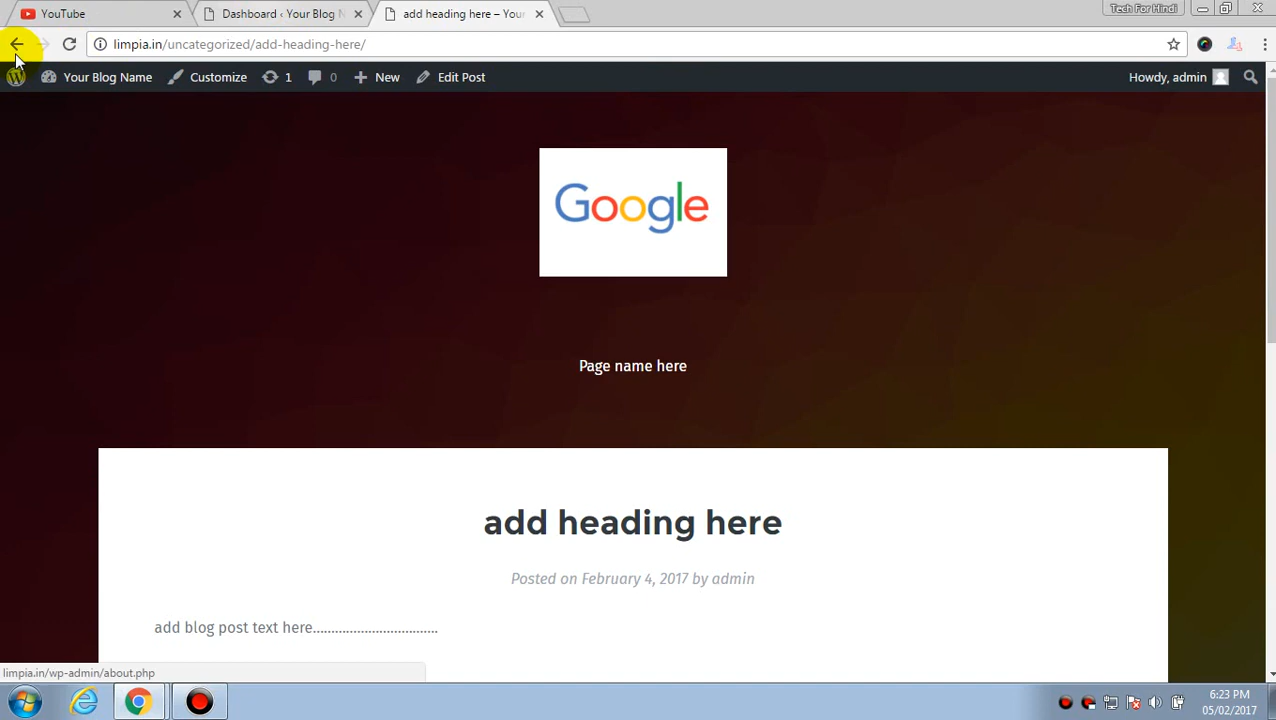 YouTube
Dashboard ‹ Your Blog N
add heading here – Your
Tech For Hindi
limpia.in/uncategorized/add-heading-here/
Your Blog Name
Customize
1
0
New
Edit Post
Howdy, admin
Google
Page name here
add heading here
Posted on February 4, 2017 by admin
add blog post text here……………………………..
limpia.in/wp-admin/about.php
6:23 PM
05/02/2017